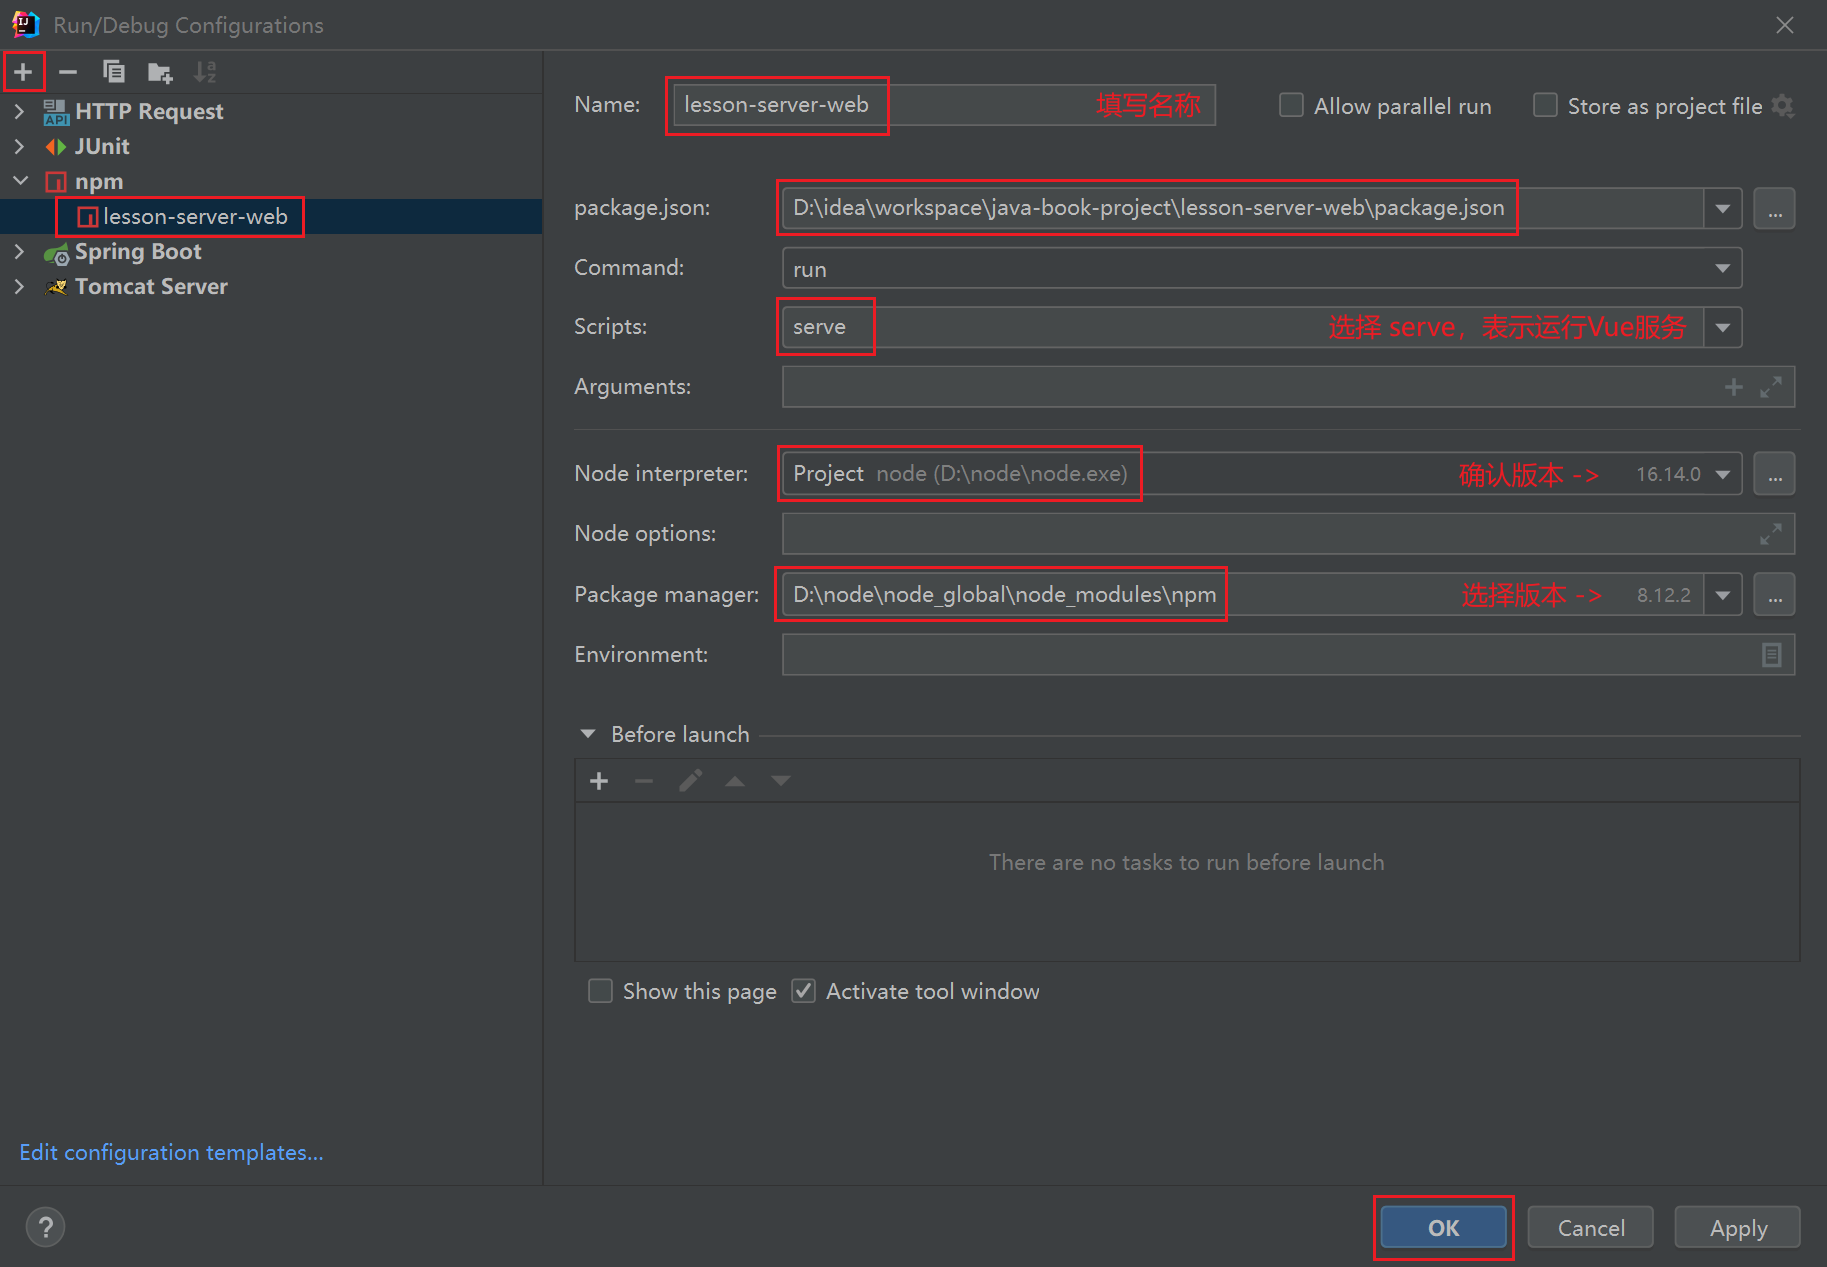 Run/Debug Configurations
HTTP Request
JUnit
npm
lesson-server-web
Spring Boot
Tomcat Server
Edit configuration templates...
Name: lesson-server-web 填写名称 Allow parallel run Store as project file
package.json: D:\idea\workspace\java-book-project\lesson-server-web\package.json ...
Command: run
Scripts: serve 选择 serve，表示运行Vue服务
Arguments:
Node interpreter: Project node (D:\node\node.exe) 确认版本 -> 16.14.0 ...
Node options:
Package manager: D:\node\node_global\node_modules\npm 选择版本 -> 8.12.2 ...
Environment:
Before launch
There are no tasks to run before launch
Show this page Activate tool window
? OK Cancel Apply